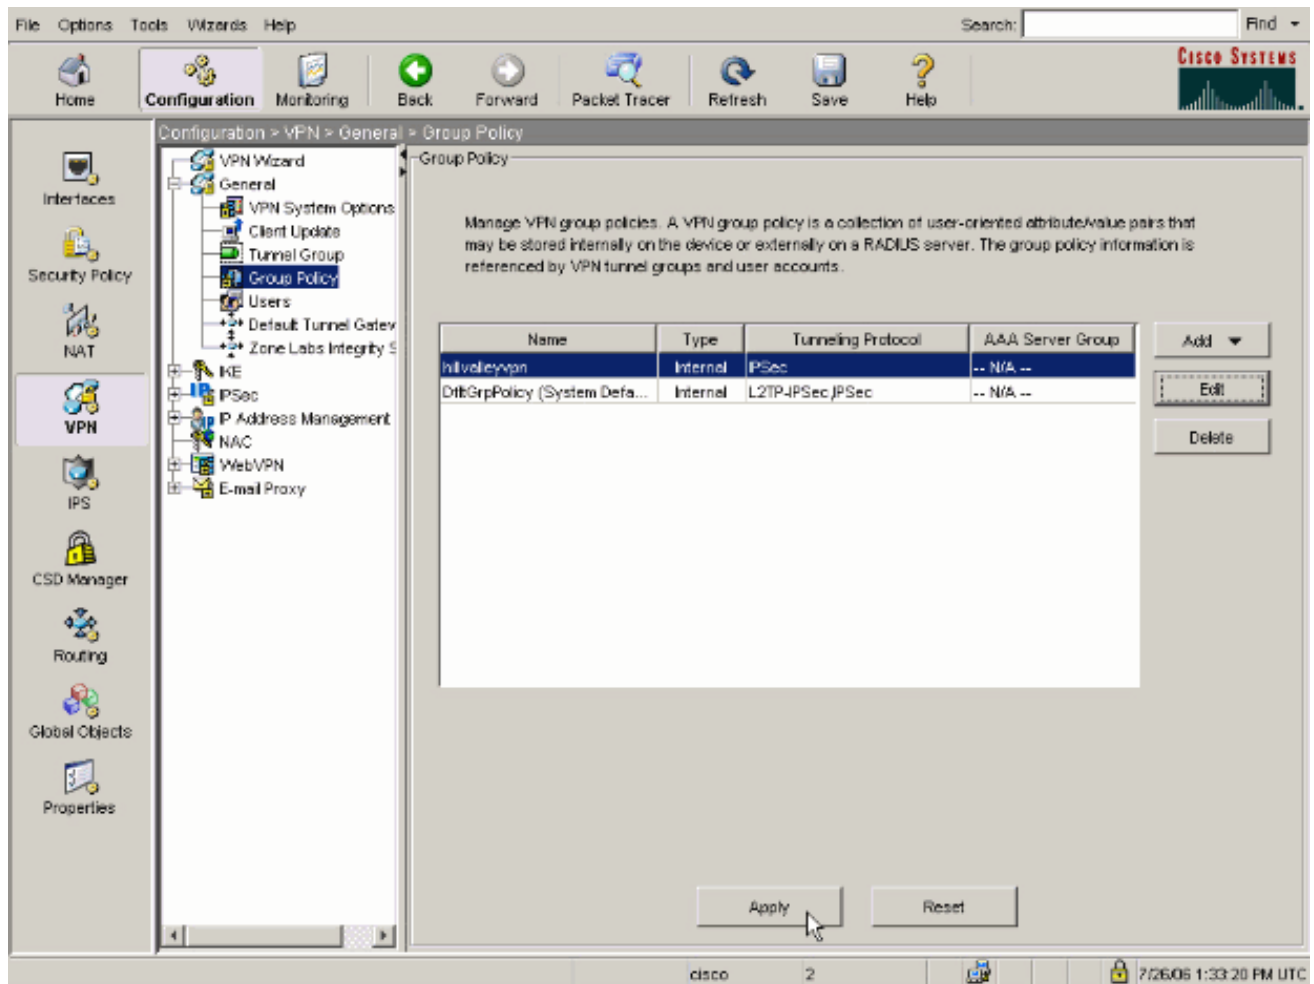 File Options Tools Wizards Help Search: Find
Home Configuration Monitoring Back Forward Packet Tracer Refresh Save Help
CISCO SYSTEMS
Interfaces
Security Policy
NAT
VPN
IPS
CSD Manager
Routing
Global Objects
Properties
Configuration > VPN > General > Group Policy
VPN Wizard
General
VPN System Options
Client Update
Tunnel Group
Group Policy
Users
Default Tunnel Gatew
Zone Labs Integrity S
IKE
IPSec
IP Address Management
NAC
WebVPN
E-mail Proxy
Group Policy
Manage VPN group policies. A VPN group policy is a collection of user-oriented attribute/value pairs that
may be stored internally on the device or externally on a RADIUS server. The group policy information is
referenced by VPN tunnel groups and user accounts.
Name Type Tunneling Protocol AAA Server Group
hillvalleyvpn Internal IPSec -- N/A --
DfltGrpPolicy (System Defa... Internal L2TP-IPSec,IPSec -- N/A --
Add
Edit
Delete
Apply Reset
cisco 2 7/26/06 1:33:20 PM UTC